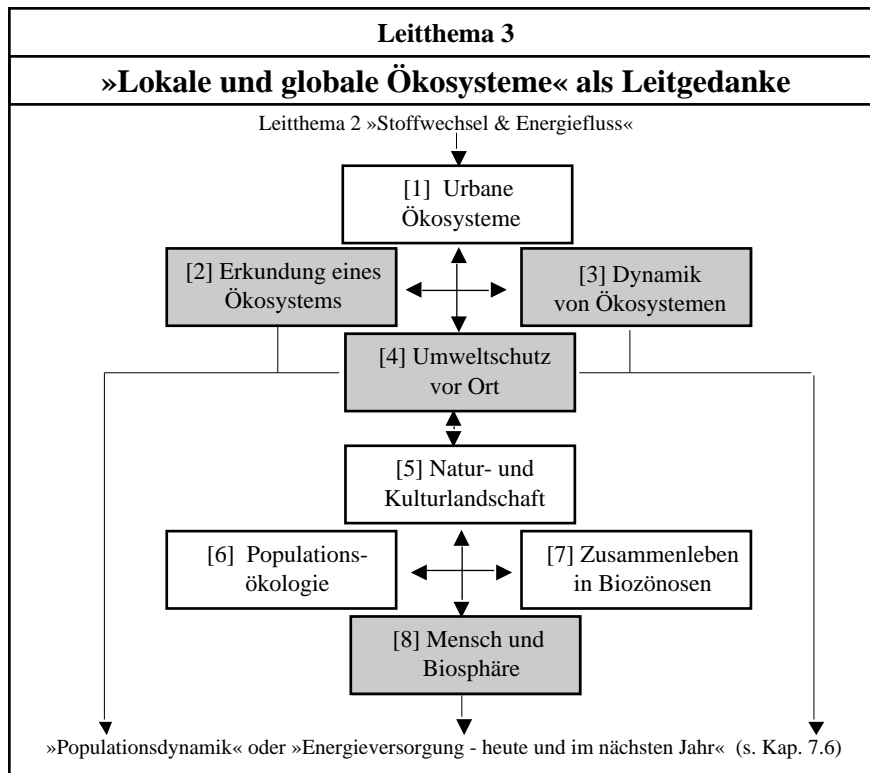 Leitthema 3
»Lokale und globale Ökosysteme« als Leitgedanke
Leitthema 2 »Stoffwechsel & Energiefluss«
[1] Urbane
Ökosysteme
[2] Erkundung eines
Ökosystems
[3] Dynamik
von Ökosystemen
[4] Umweltschutz
vor Ort
[5] Natur- und
Kulturlandschaft
[6] Populations-
ökologie
[7] Zusammenleben
in Biozönosen
[8] Mensch und
Biosphäre
»Populationsdynamik« oder »Energieversorgung - heute und im nächsten Jahr« (s. Kap. 7.6)